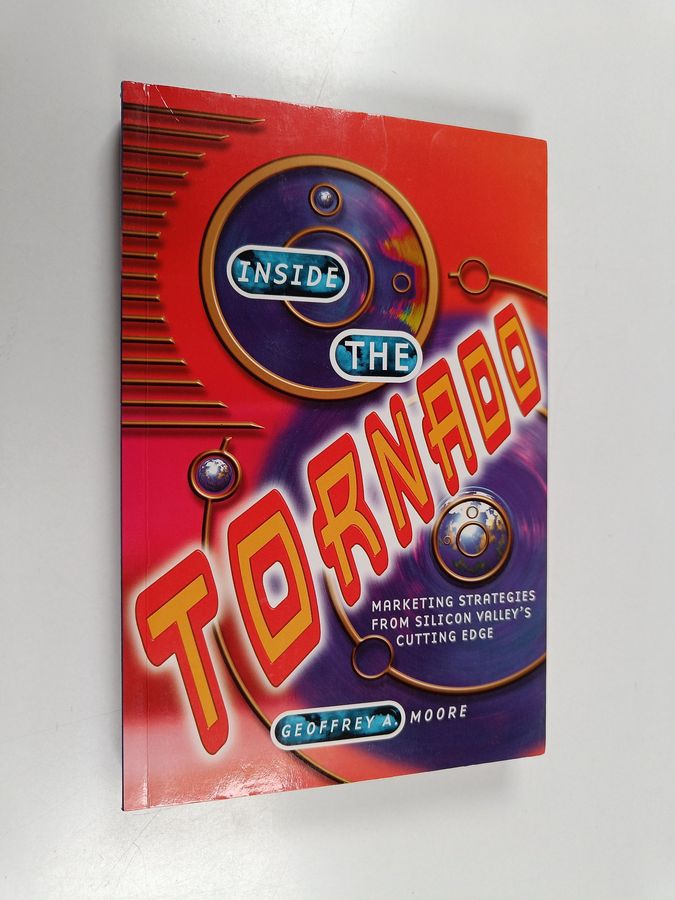 INSIDE
THE
TORNADO
MARKETING STRATEGIES
FROM SILICON VALLEY'S
CUTTING EDGE
GEOFFREY A. MOORE